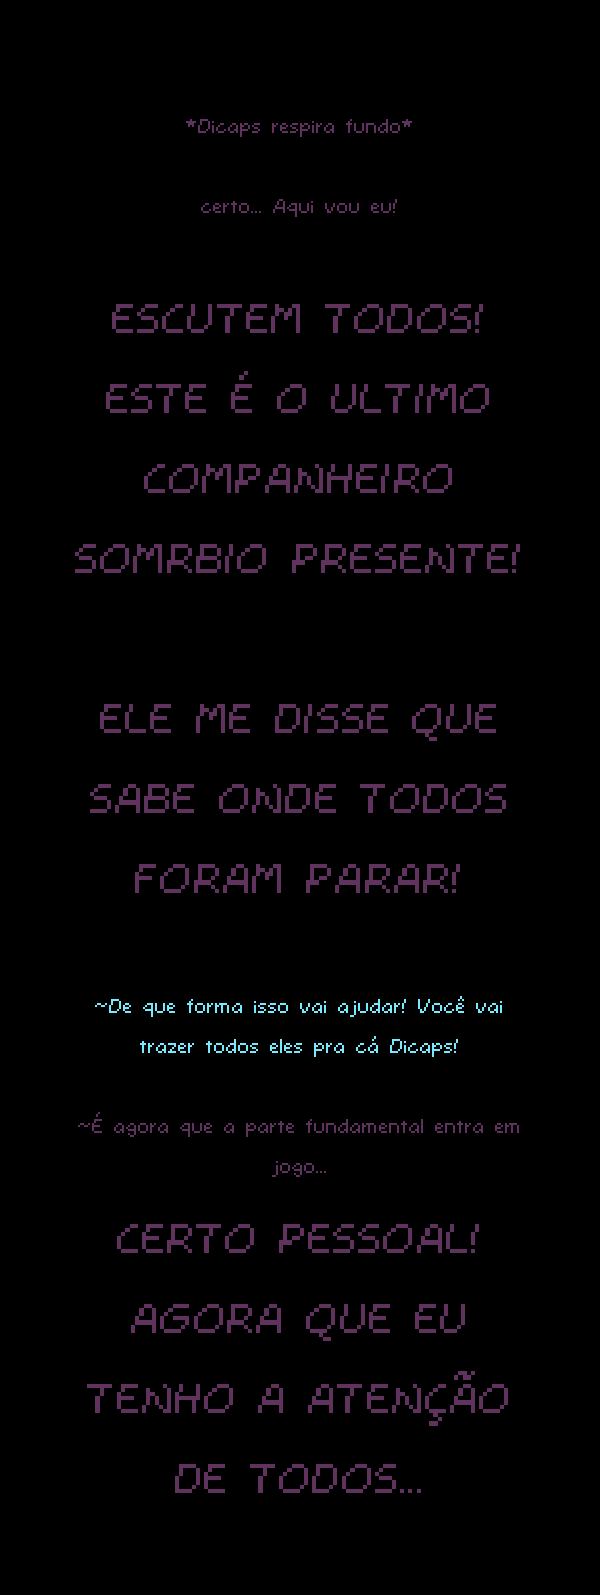 *Dicaps respira fundo*
certo... Aqui vou eu!
ESCUTEM TODOS!
ESTE É O ULTIMO
COMPANHEIRO
SOMRBIO PRESENTE!
ELE ME DISSE QUE
SABE ONDE TODOS
FORAM PARAR!
~De que forma isso vai ajudar! Você vai
trazer todos eles pra cá Dicaps!
~É agora que a parte fundamental entra em
jogo...
CERTO PESSOAL!
AGORA QUE EU
TENHO A ATENÇÃO
DE TODOS...